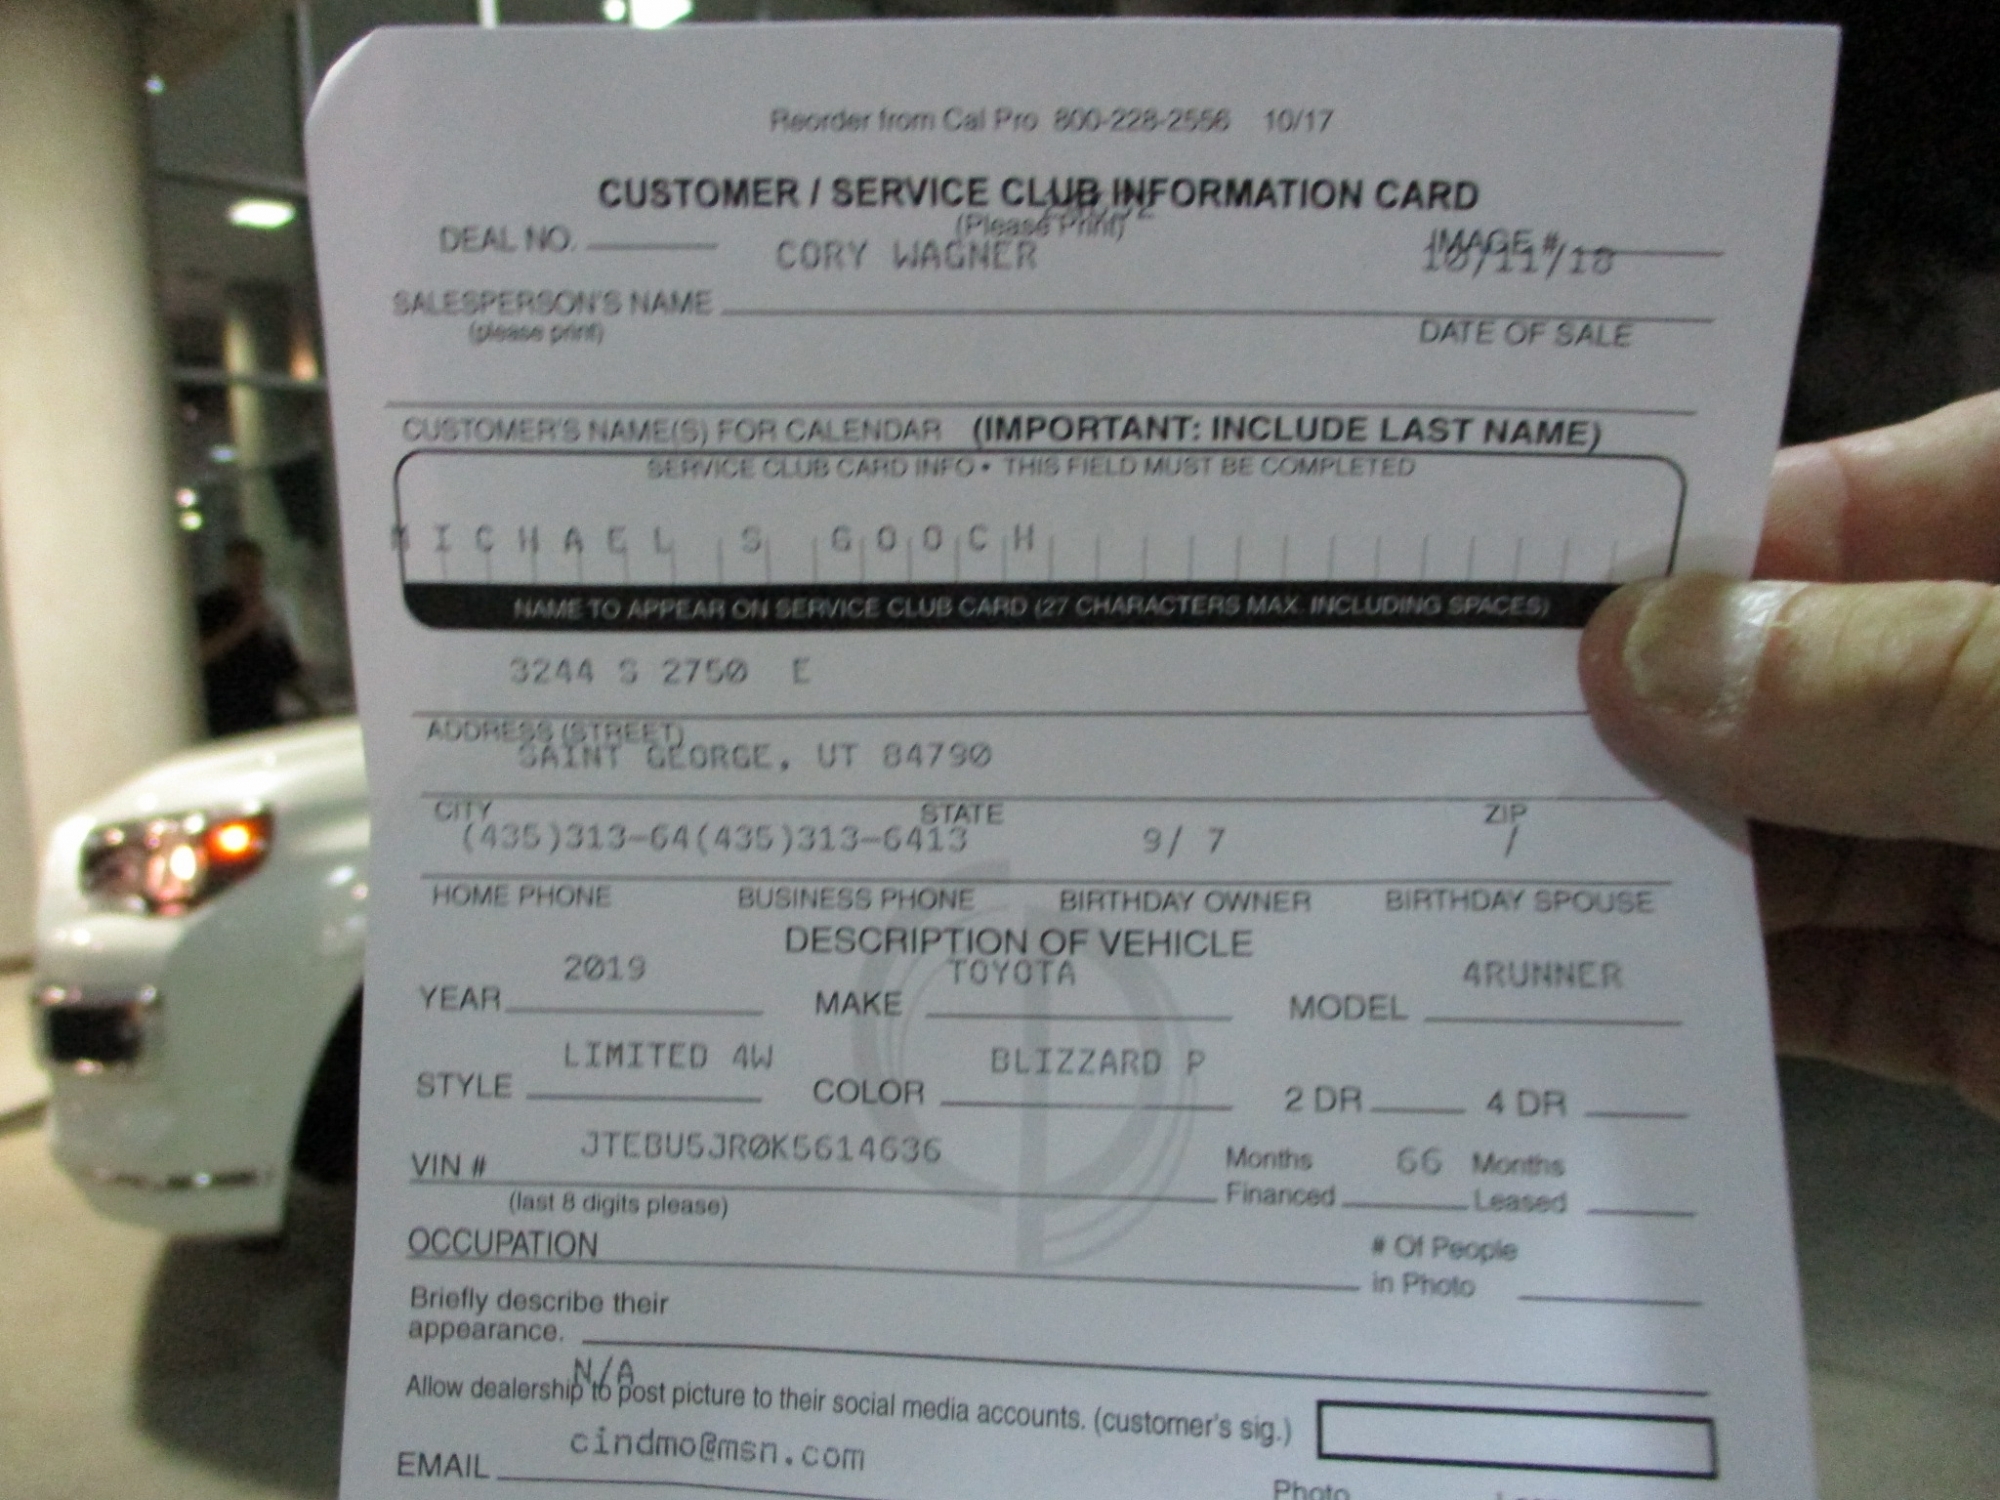 Reorder from Cal Pro 800-228-2556 10/17
CUSTOMER / SERVICE CLUB INFORMATION CARD
(Please Print)
DEAL NO. IMAGE #
CORY WAGNER 10/11/18
SALESPERSON'S NAME
(please print) DATE OF SALE
CUSTOMER'S NAME(S) FOR CALENDAR (IMPORTANT: INCLUDE LAST NAME)
SERVICE CLUB CARD INFO • THIS FIELD MUST BE COMPLETED
MICHAEL S GOOCH
NAME TO APPEAR ON SERVICE CLUB CARD (27 CHARACTERS MAX. INCLUDING SPACES)
3244 S 2750 E
ADDRESS (STREET)
SAINT GEORGE, UT 84790
CITY STATE ZIP
(435)313-64(435)313-6413 9/ 7 /
HOME PHONE BUSINESS PHONE BIRTHDAY OWNER BIRTHDAY SPOUSE
DESCRIPTION OF VEHICLE
YEAR 2019 MAKE TOYOTA MODEL 4RUNNER
STYLE LIMITED 4W COLOR BLIZZARD P 2 DR 4 DR
VIN # JTEBU5JR0K5614636 Months Financed 66 Months Leased
(last 8 digits please)
OCCUPATION # Of People in Photo
Briefly describe their
appearance.
N/A
Allow dealership to post picture to their social media accounts. (customer's sig.)
EMAIL cindmo@msn.com
Photo